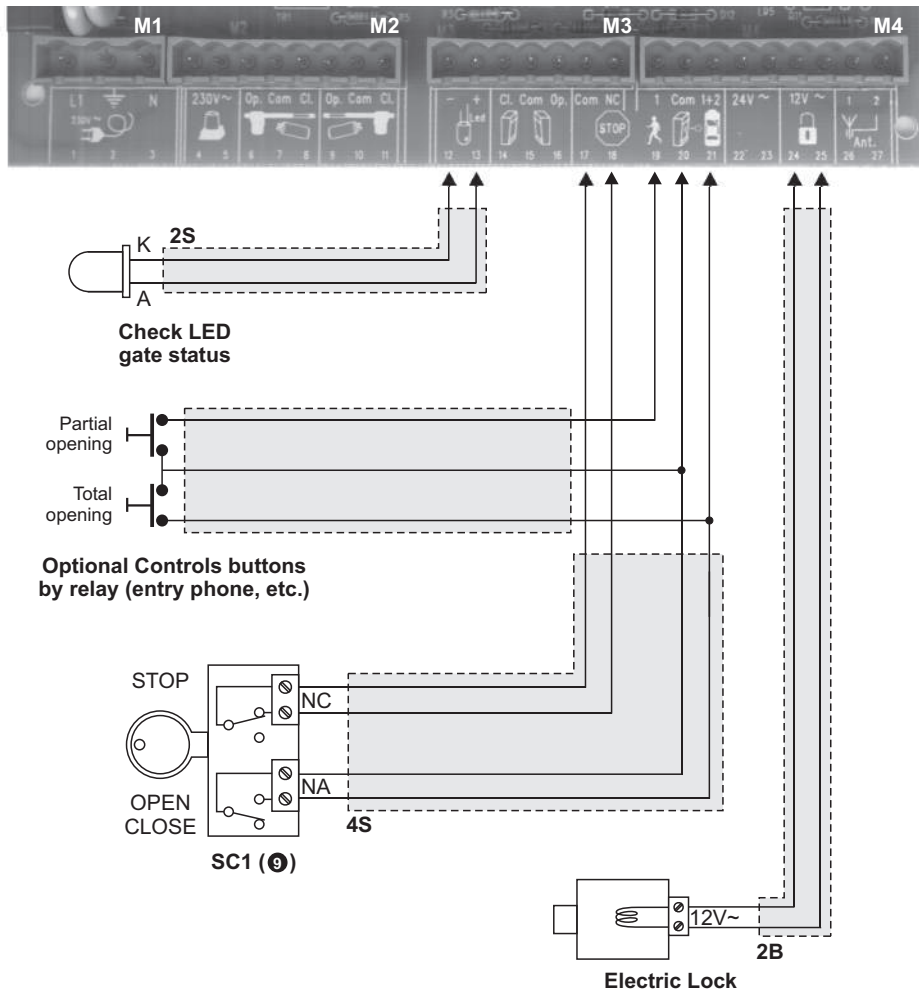 M1 M2 M3 M4
L1 N 230V~ Op. Com Cl. Op. Com Cl. - + Cl. Com Op. Com NC 1 Com 1+2 24V ~ 12V ~ 1 2
230V~ Led STOP Ant.
1 2 3 4 5 6 7 8 9 10 11 12 13 14 15 16 17 18 19 20 21 22 23 24 25 26 27
2S
K
A
Check LED
gate status
Partial
opening
Total
opening
Optional Controls buttons
by relay (entry phone, etc.)
STOP
NC
OPEN
CLOSE
NA
4S
SC1 (9)
12V~
2B
Electric Lock